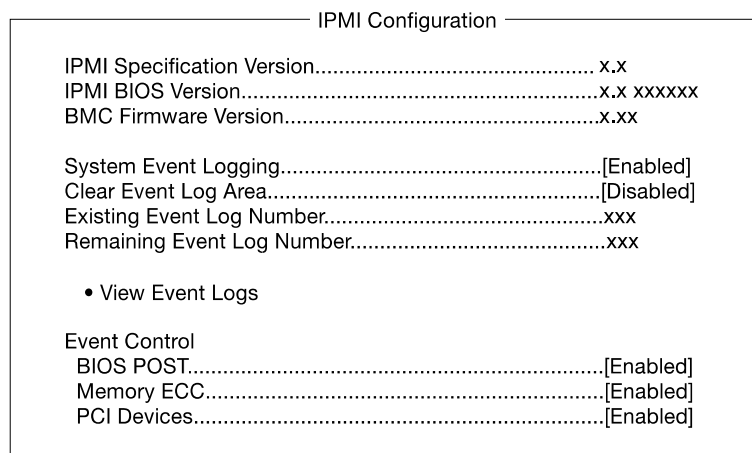 IPMI Configuration
IPMI Specification Version.................................................. x.x
IPMI BIOS Version................................................................x.x xxxxxx
BMC Firmware Version.........................................................x.xx
System Event Logging..........................................................[Enabled]
Clear Event Log Area............................................................[Disabled]
Existing Event Log Number..................................................xxx
Remaining Event Log Number.............................................xxx
• View Event Logs
Event Control
BIOS POST..........................................................................[Enabled]
Memory ECC.......................................................................[Enabled]
PCI Devices.........................................................................[Enabled]